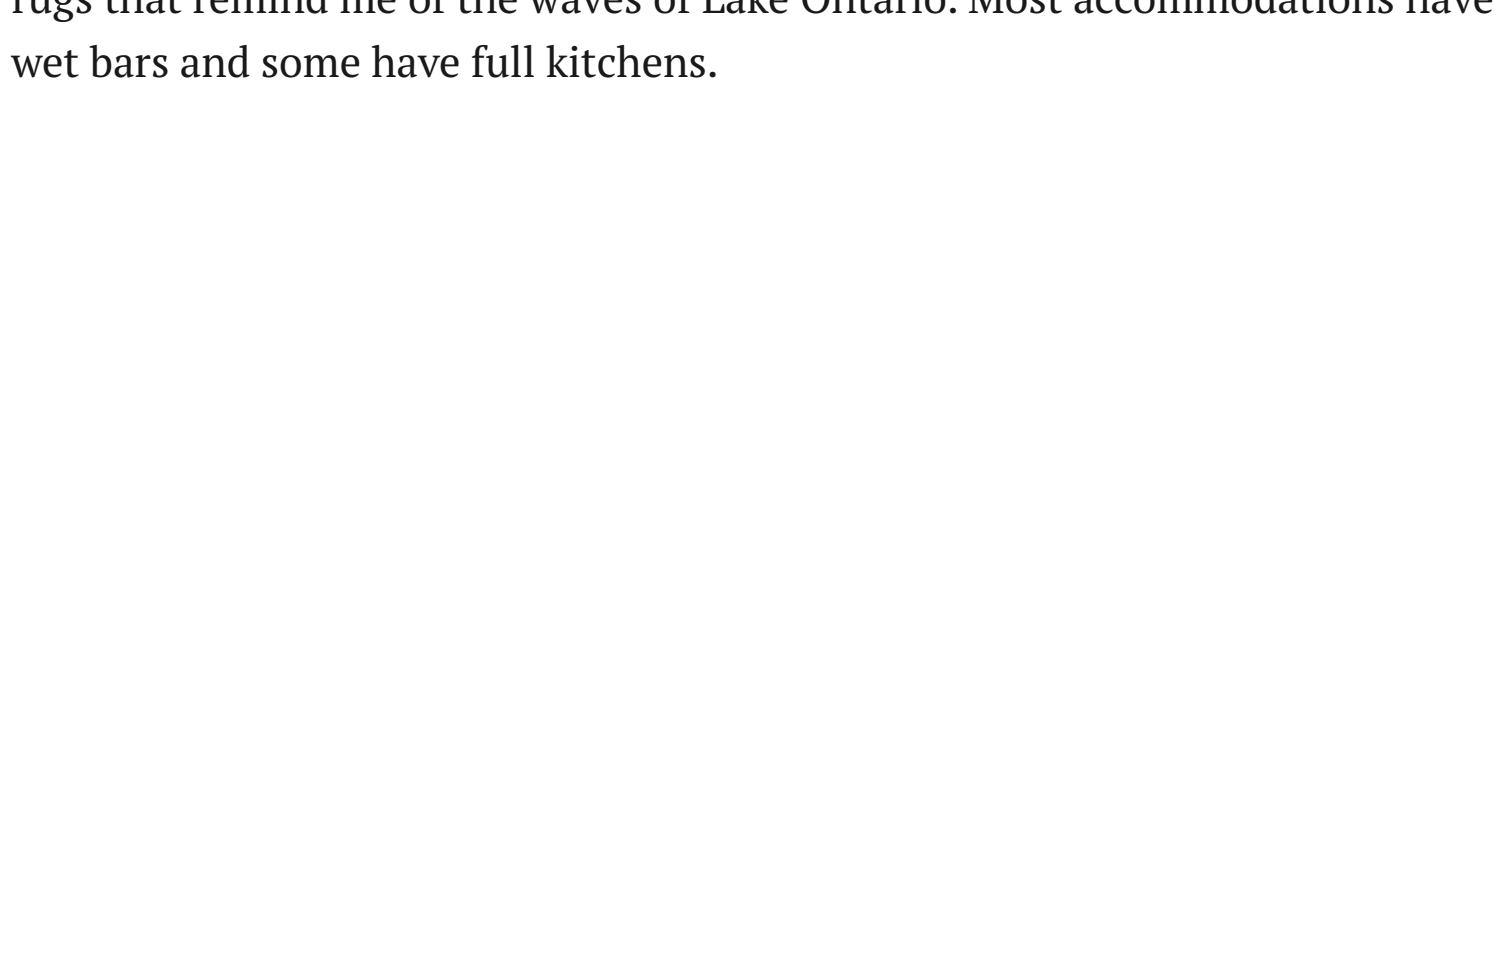 rugs that remind me of the waves of Lake Ontario. Most accommodations have
wet bars and some have full kitchens.